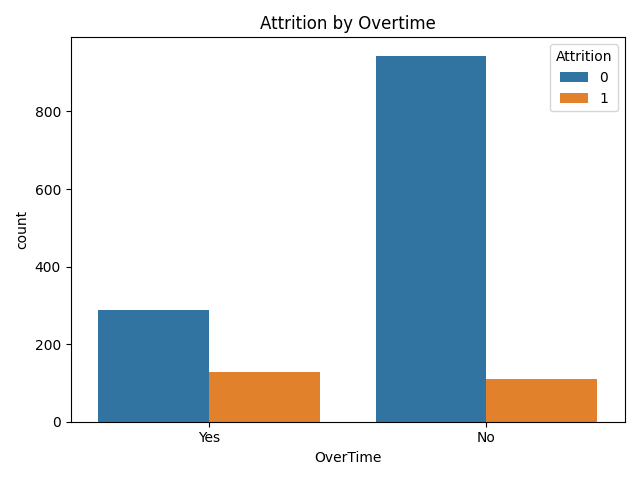 Attrition by Overtime
Attrition
0
1
800
600
400
200
0
count
Yes
No
OverTime